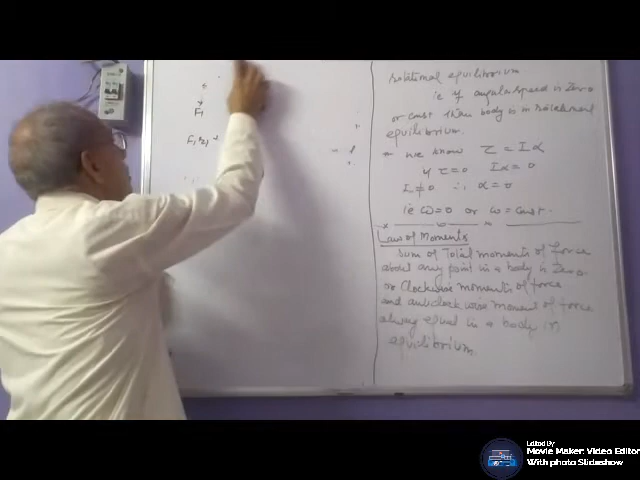 F1
rotational equilibrium
ie if angular speed is zero
or const then body is in rotational
equilibrium.
we know τ = Iα
if τ=0 Iα = 0
I≠0 ∴ α=0
ie ω=0 or ω=const.
Law of Moments
Sum of Total moments of force
about any point in a body is Zero
so Clockwise moments of force
and anticlockwise moment of force
always equal in a body in
equilibrium.
Edited By
Movie Maker: Video Editor
With photo Slideshow